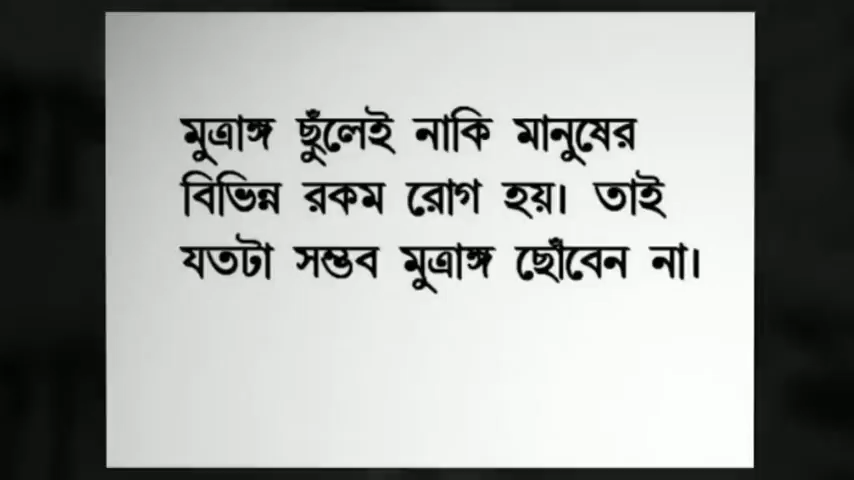 মুত্রাঙ্গ ছুঁলেই নাকি মানুষের
বিভিন্ন রকম রোগ হয়। তাই
যতটা সম্ভব মুত্রাঙ্গ ছোঁবেন না।